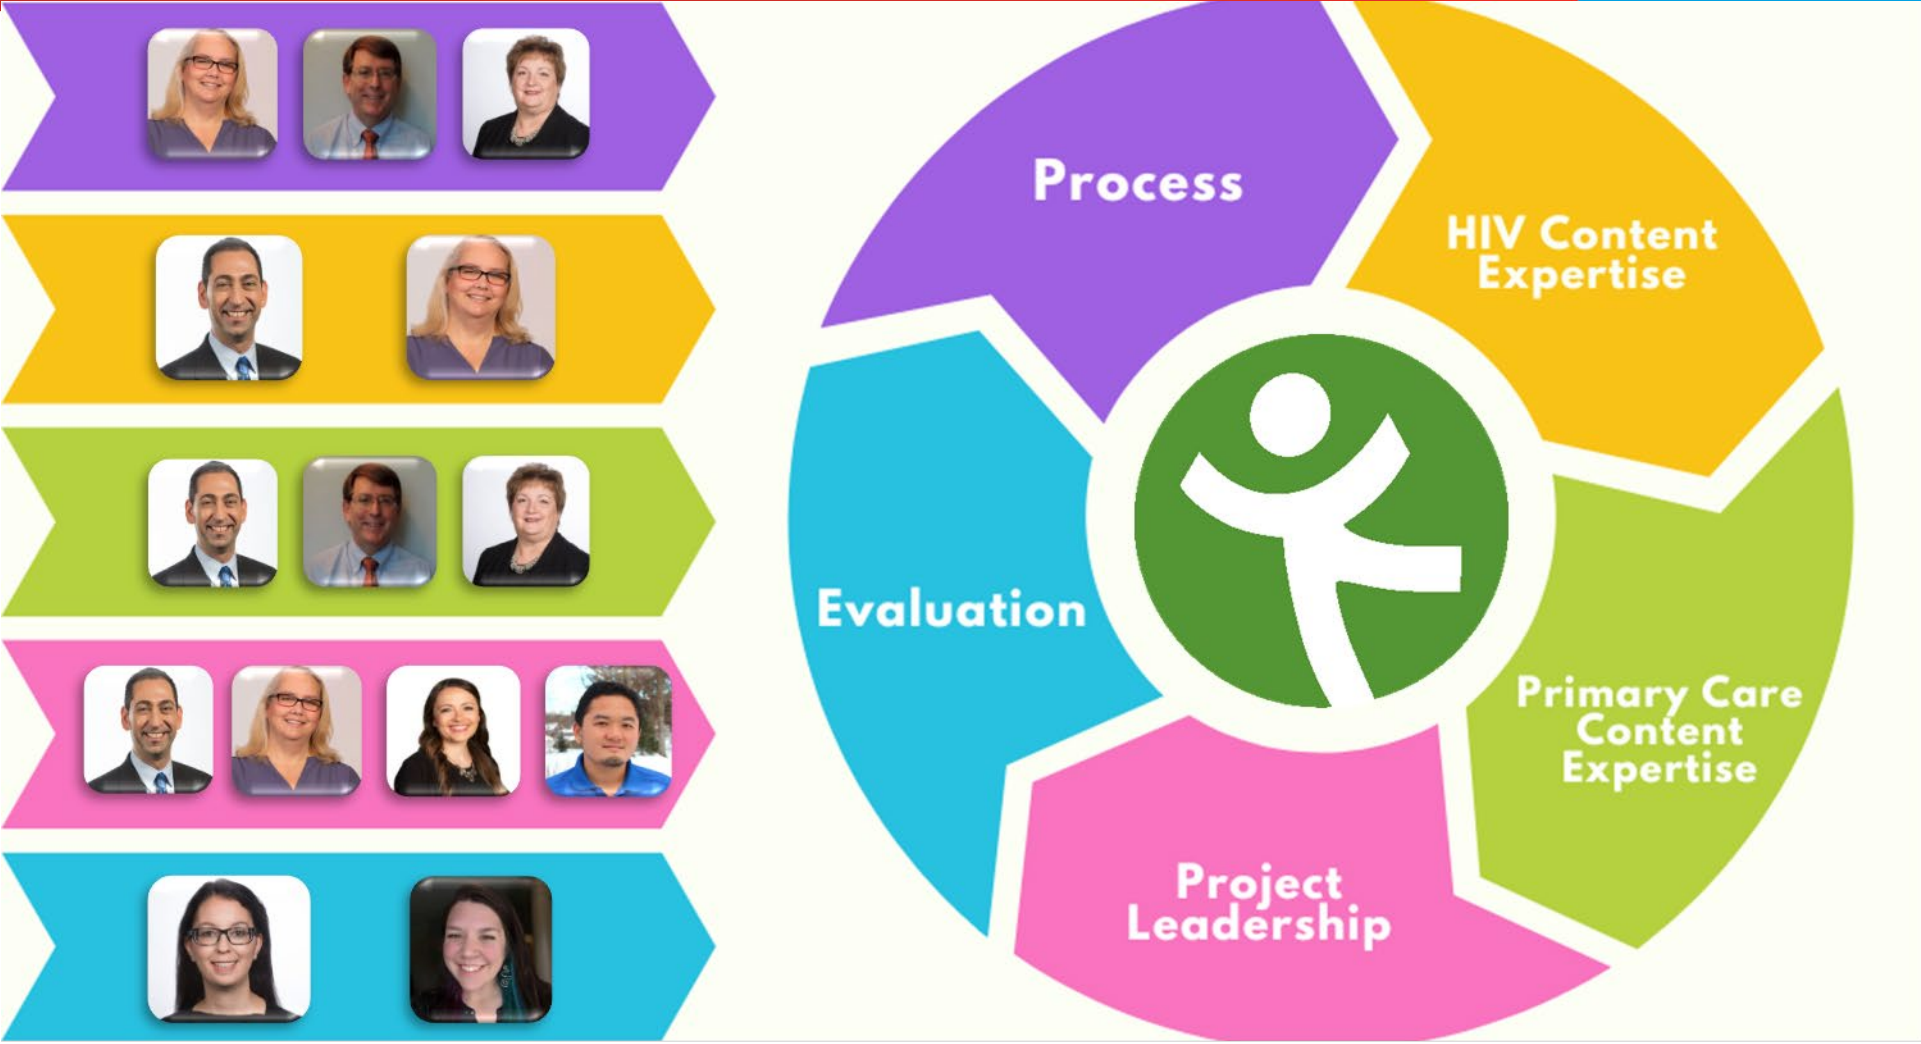 Process
HIV Content
Expertise
Evaluation
Primary Care
Content
Expertise
Project
Leadership